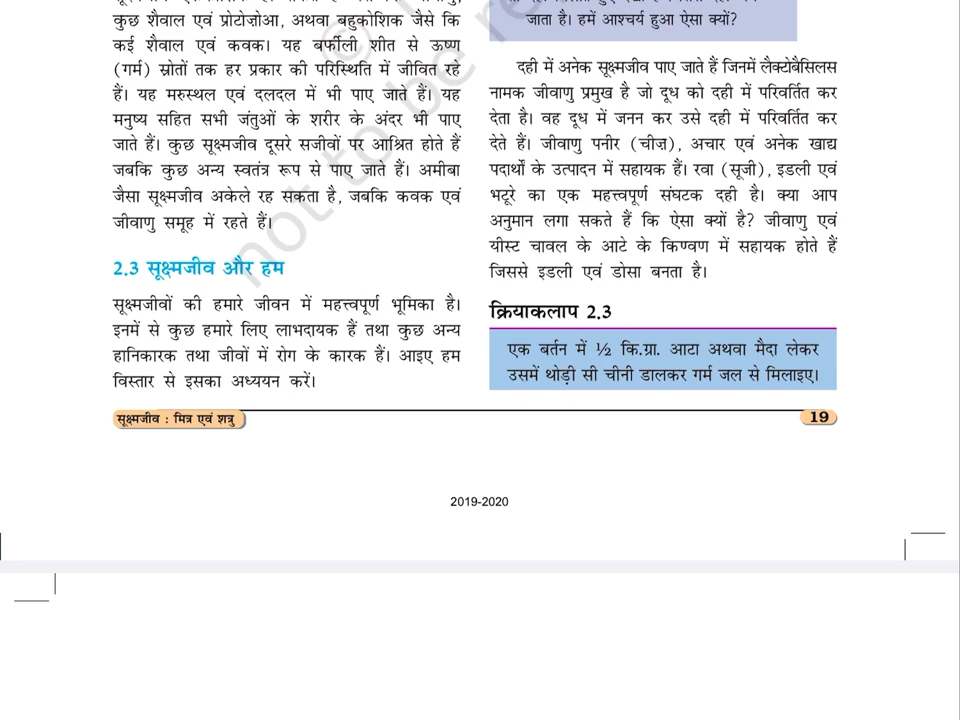 कुछ शैवाल एवं प्रोटोज़ोआ, अथवा बहुकोशिक जैसे कि
कई शैवाल एवं कवक। यह बर्फीली शीत से ऊष्ण
(गर्म) स्रोतों तक हर प्रकार की परिस्थिति में जीवित रहे
हैं। यह मरुस्थल एवं दलदल में भी पाए जाते हैं। यह
मनुष्य सहित सभी जंतुओं के शरीर के अंदर भी पाए
जाते हैं। कुछ सूक्ष्मजीव दूसरे सजीवों पर आश्रित होते हैं
जबकि कुछ अन्य स्वतंत्र रूप से पाए जाते हैं। अमीबा
जैसा सूक्ष्मजीव अकेले रह सकता है, जबकि कवक एवं
जीवाणु समूह में रहते हैं।
2.3 सूक्ष्मजीव और हम
सूक्ष्मजीवों की हमारे जीवन में महत्त्वपूर्ण भूमिका है।
इनमें से कुछ हमारे लिए लाभदायक हैं तथा कुछ अन्य
हानिकारक तथा जीवों में रोग के कारक हैं। आइए हम
विस्तार से इसका अध्ययन करें।
जाता है। हमें आश्चर्य हुआ ऐसा क्यों?
दही में अनेक सूक्ष्मजीव पाए जाते हैं जिनमें लैक्टोबैसिलस
नामक जीवाणु प्रमुख है जो दूध को दही में परिवर्तित कर
देता है। वह दूध में जनन कर उसे दही में परिवर्तित कर
देते हैं। जीवाणु पनीर (चीज़), अचार एवं अनेक खाद्य
पदार्थों के उत्पादन में सहायक हैं। रवा (सूजी), इडली एवं
भटूरे का एक महत्त्वपूर्ण संघटक दही है। क्या आप
अनुमान लगा सकते हैं कि ऐसा क्यों है? जीवाणु एवं
यीस्ट चावल के आटे के किण्वण में सहायक होते हैं
जिससे इडली एवं डोसा बनता है।
क्रियाकलाप 2.3
एक बर्तन में ½ कि.ग्रा. आटा अथवा मैदा लेकर
उसमें थोड़ी सी चीनी डालकर गर्म जल से मिलाइए।
सूक्ष्मजीव : मित्र एवं शत्रु
19
2019-2020
not to be re